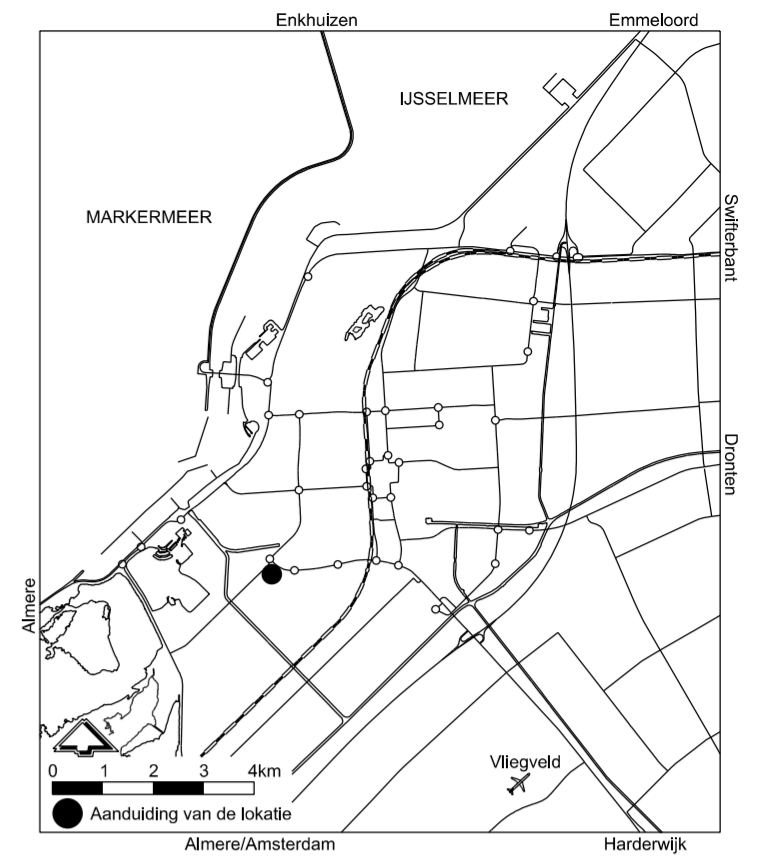 Enkhuizen
Emmeloord
IJSSELMEER
MARKERMEER
Swifterbant
Dronten
Almere
Vliegveld
0 1 2 3 4km
Aanduiding van de lokatie
Almere/Amsterdam
Harderwijk